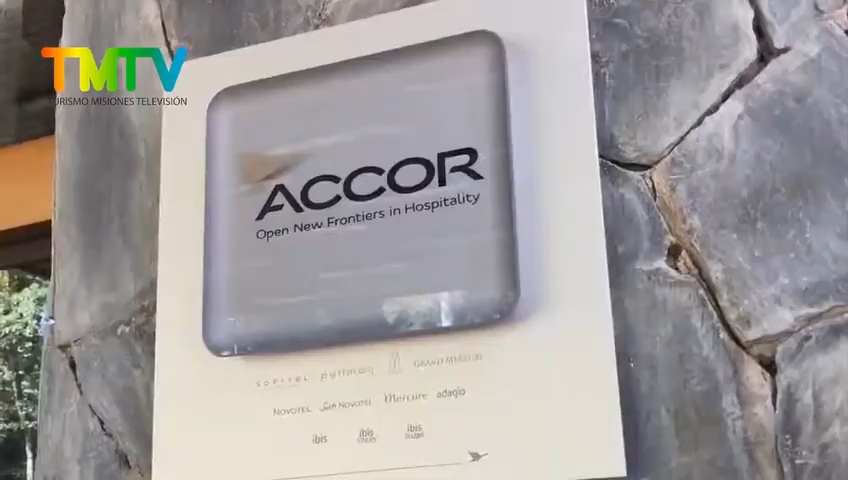 TMTV
TURISMO MISIONES TELEVISIÓN
ACCOR
Open New Frontiers in Hospitality
SOFITEL pullman GRAND MERCURE
NOVOTEL Suite NOVOTEL Mercure adagio
ibis ibis STYLES ibis budget